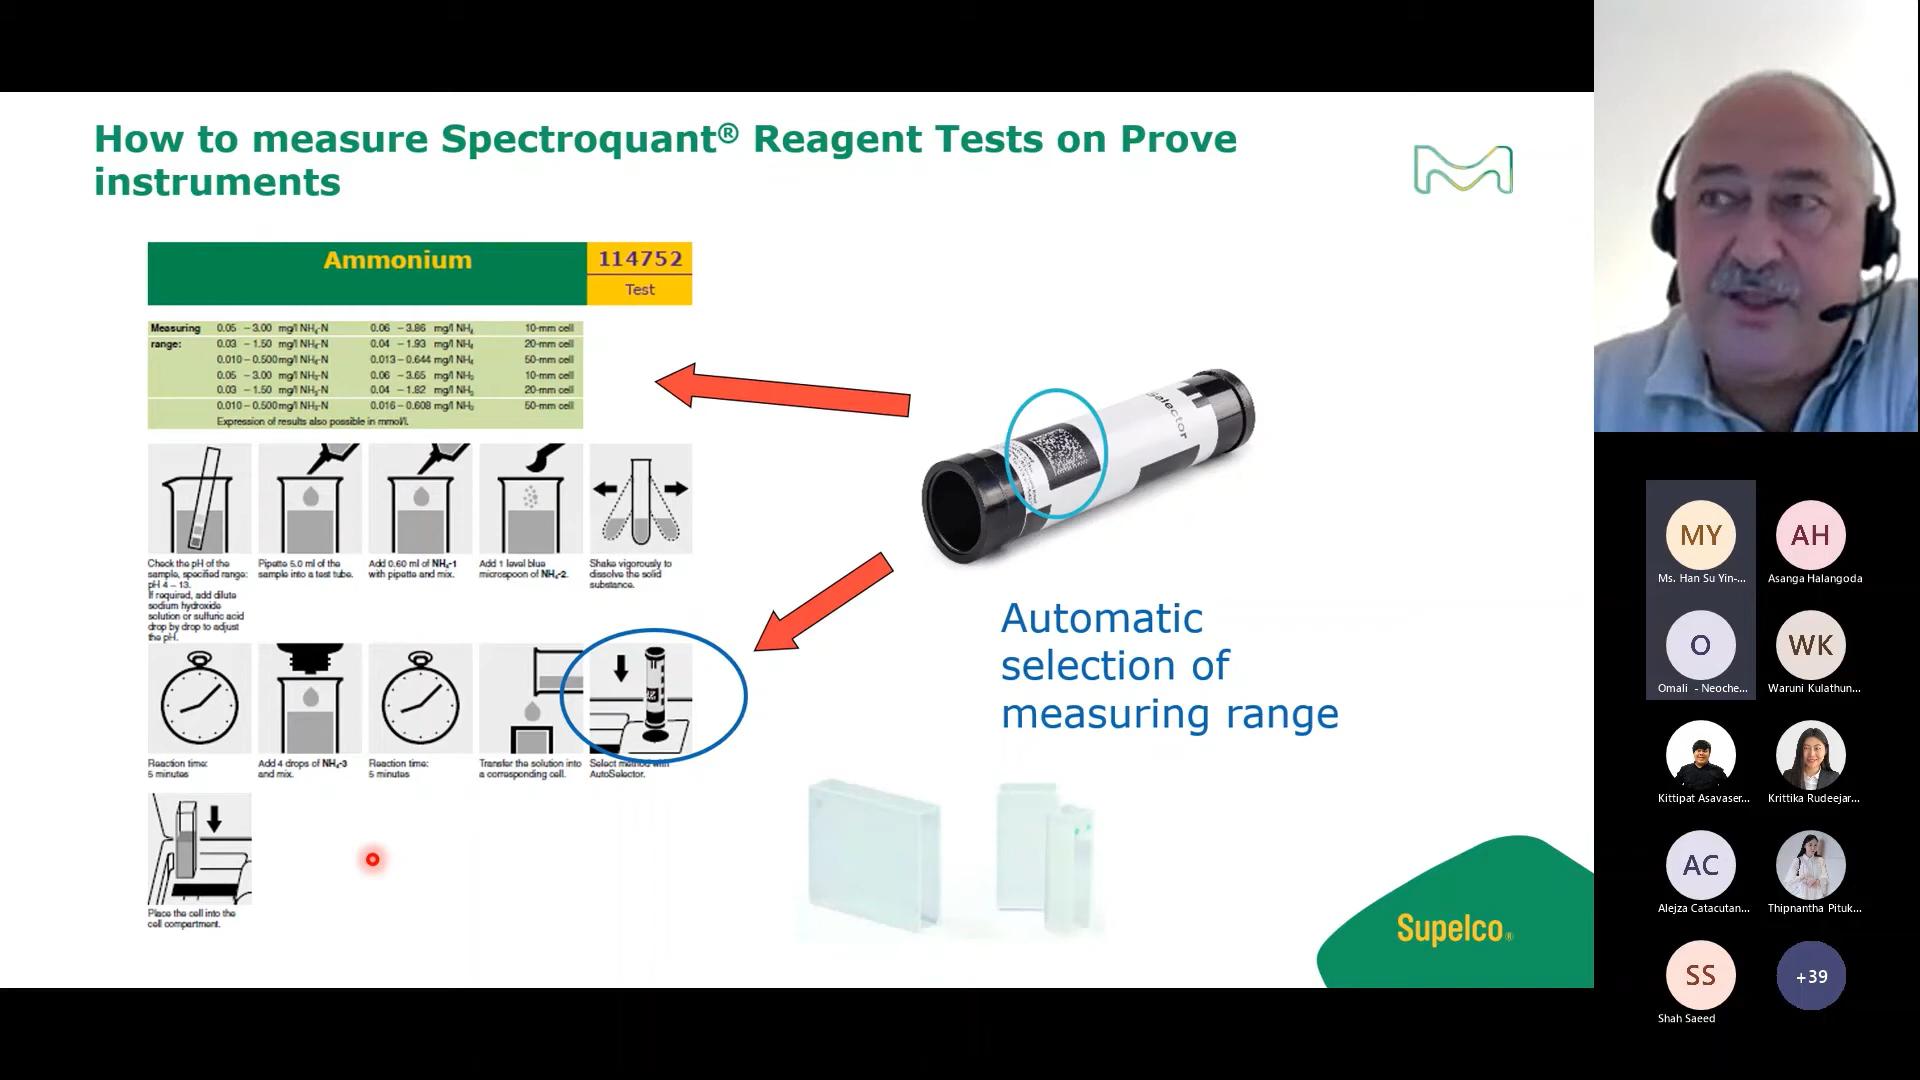 How to measure Spectroquant® Reagent Tests on Prove
instruments
Ammonium
114752
Test
Measuring 0.05 – 3.00 mg/l NH₄-N 0.06 – 3.86 mg/l NH₄ 10-mm cell
range: 0.03 – 1.50 mg/l NH₄-N 0.04 – 1.93 mg/l NH₄ 20-mm cell
0.010 – 0.500 mg/l NH₄-N 0.013 – 0.644 mg/l NH₄ 50-mm cell
0.05 – 3.00 mg/l NH₃-N 0.06 – 3.65 mg/l NH₃ 10-mm cell
0.03 – 1.50 mg/l NH₃-N 0.04 – 1.82 mg/l NH₃ 20-mm cell
0.010 – 0.500 mg/l NH₃-N 0.016 – 0.608 mg/l NH₃ 50-mm cell
Expression of results also possible in mmol/l.
Check the pH of the
sample, specified range:
pH 4 – 13.
If required, add dilute
sodium hydroxide
solution or sulfuric acid
drop by drop to adjust
the pH.
Pipette 5.0 ml of the
sample into a test tube.
Add 0.60 ml of NH₄-1
with pipette and mix.
Add 1 level blue
microspoon of NH₄-2.
Shake vigorously to
dissolve the solid
substance.
Reaction time:
5 minutes
Add 4 drops of NH₄-3
and mix.
Reaction time:
5 minutes
Transfer the solution into
a corresponding cell.
Select method with
AutoSelector.
Place the cell into the
cell compartment.
Selector
Automatic
selection of
measuring range
Supelco®
MY
Ms. Han Su Yin-...
AH
Asanga Halangoda
O
Omali - Neoche...
WK
Waruni Kulathun...
Kittipat Asavaser...
Krittika Rudeejar...
AC
Alejza Catacutan...
Thipnantha Pituk...
SS
Shah Saeed
+39